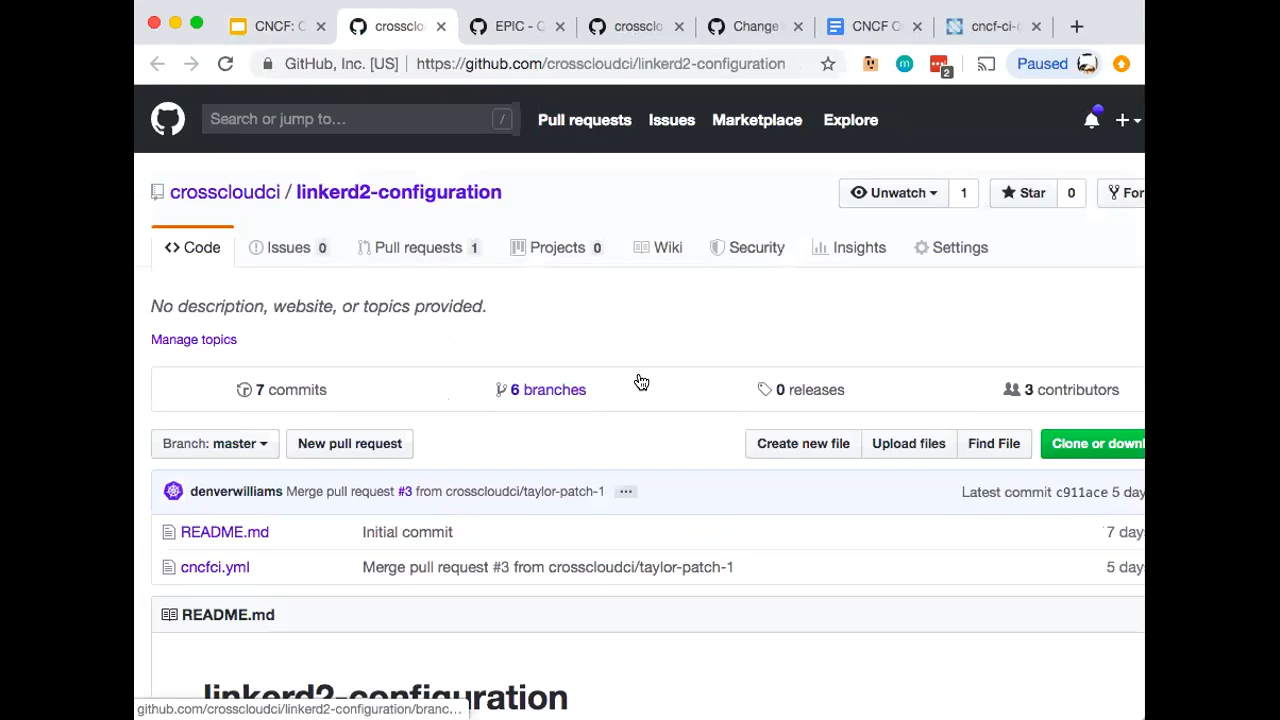 CNCF: C
crossclo
EPIC - C
crossclo
Change
CNCF C
cncf-ci-
GitHub, Inc. [US] https://github.com/crosscloudci/linkerd2-configuration
2
Paused
Search or jump to… /
Pull requests Issues Marketplace Explore
crosscloudci / linkerd2-configuration
Unwatch 1 Star 0 For
Code Issues 0 Pull requests 1 Projects 0 Wiki Security Insights Settings
No description, website, or topics provided.
Manage topics
7 commits 6 branches 0 releases 3 contributors
Branch: master New pull request Create new file Upload files Find File Clone or downl
denverwilliams Merge pull request #3 from crosscloudci/taylor-patch-1 … Latest commit c911ace 5 day
README.md Initial commit 7 day
cncfci.yml Merge pull request #3 from crosscloudci/taylor-patch-1 5 day
README.md
linkerd2-configuration
github.com/crosscloudci/linkerd2-configuration/branc...